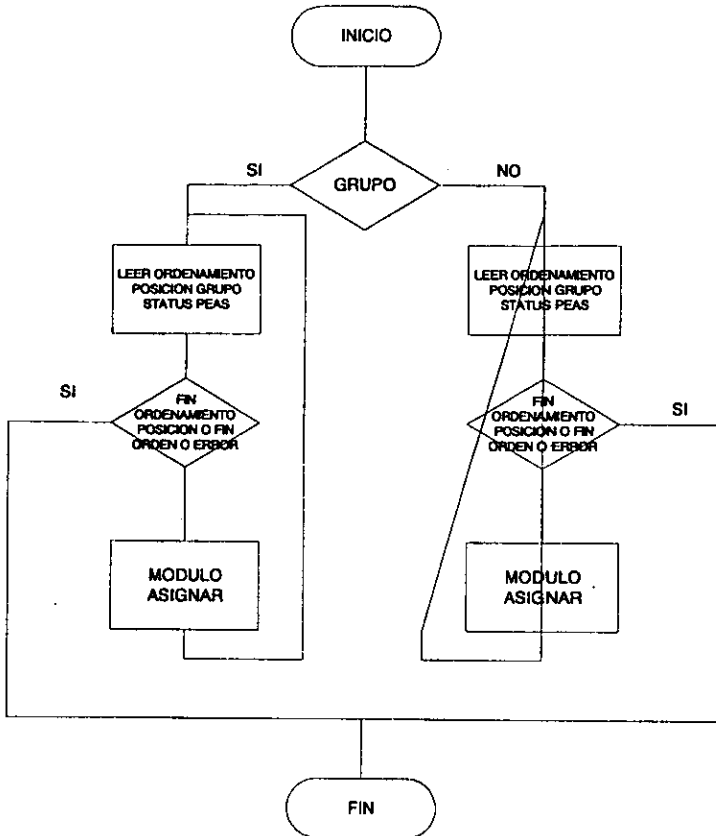 INICIO
SI
GRUPO
NO
LEER ORDENAMIENTO
POSICION GRUPO
STATUS PEAS
LEER ORDENAMIENTO
POSICION GRUPO
STATUS PEAS
SI
FIN
ORDENAMIENTO
POSICION O FIN
ORDEN O ERROR
FIN
ORDENAMIENTO
POSICION O FIN
ORDEN O ERROR
SI
MODULO
ASIGNAR
MODULO
ASIGNAR
FIN